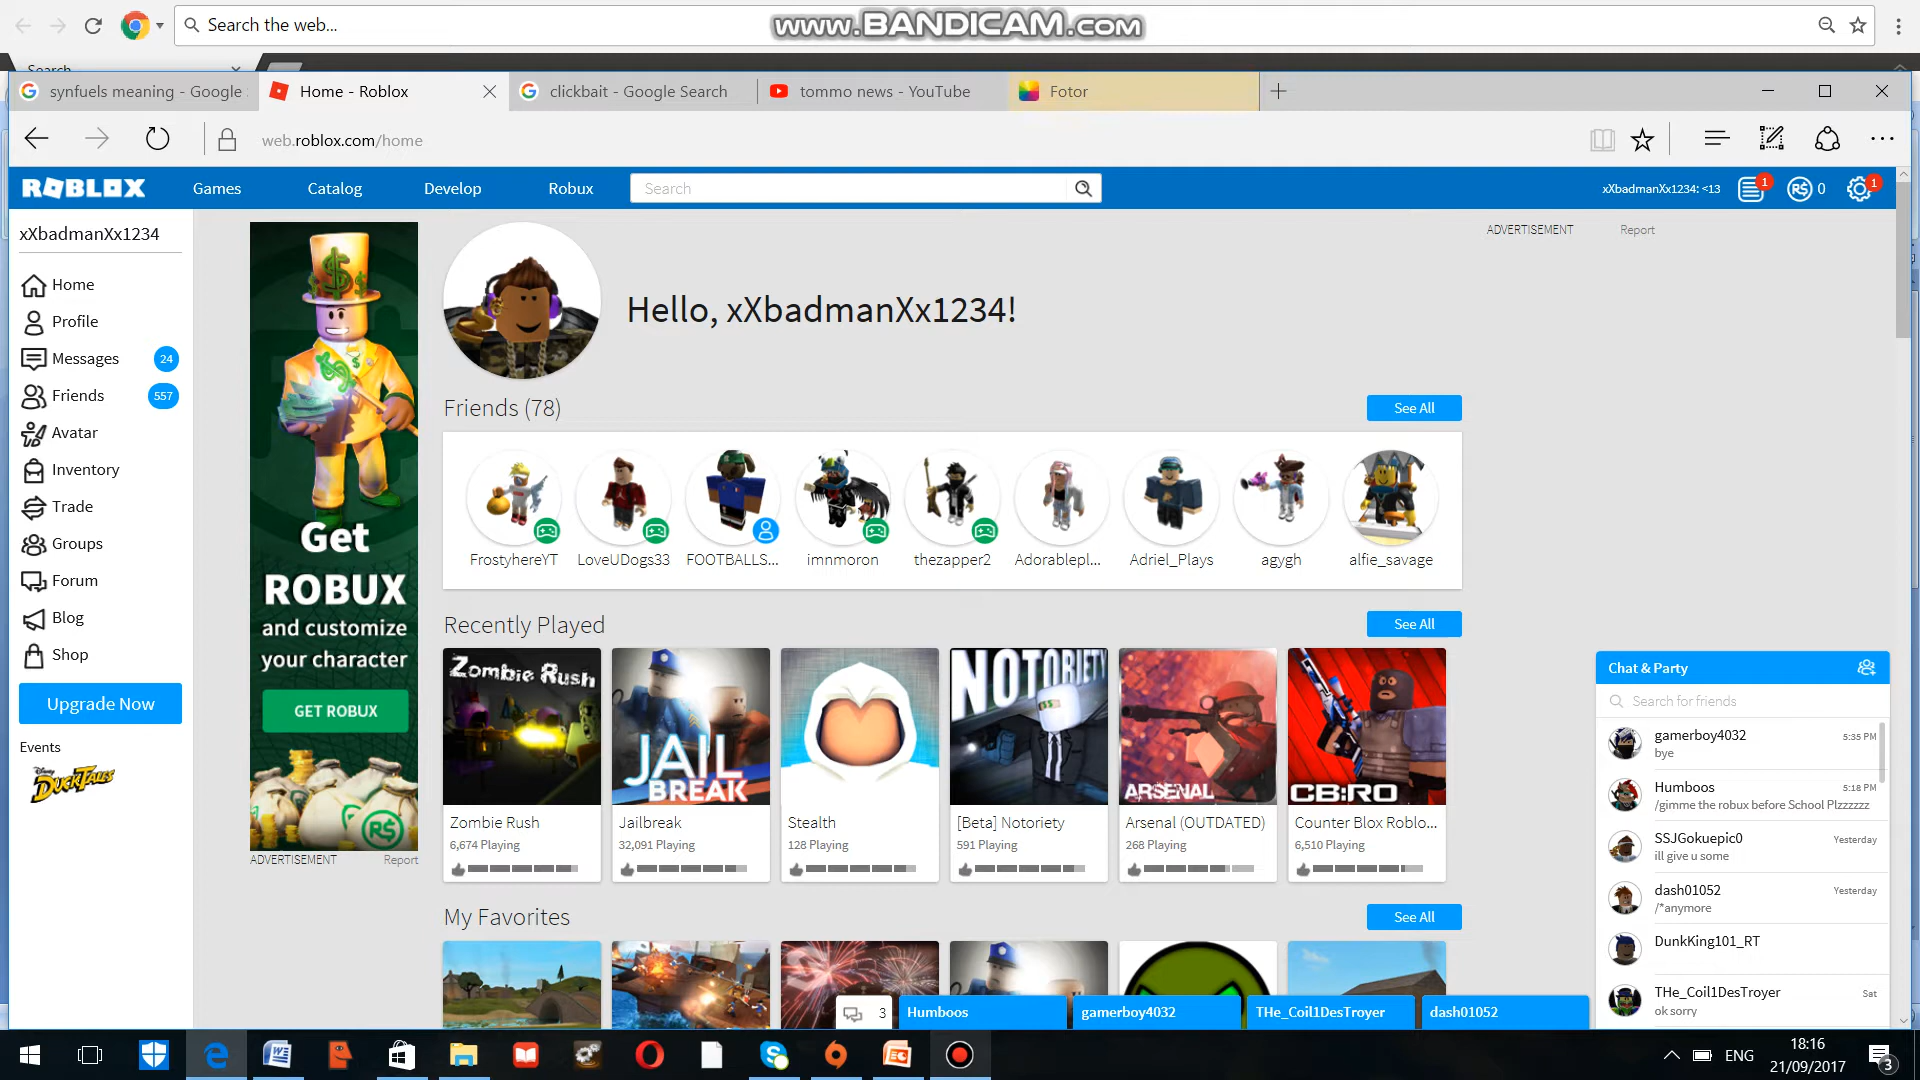 Search the web...
www.BANDICAM.com
Search
synfuels meaning - Google
Home - Roblox
clickbait - Google Search
tommo news - YouTube
Fotor
web.roblox.com/home
ROBLOX
Games
Catalog
Develop
Robux
Search
xXbadmanXx1234: <13
1
R$
0
1
xXbadmanXx1234
Home
Profile
Messages
24
Friends
557
Avatar
Inventory
Trade
Groups
Forum
Blog
Shop
Upgrade Now
Events
Disney
DUCKTALES
Get
ROBUX
and customize
your character
GET ROBUX
R$
ADVERTISEMENT
Report
Hello, xXbadmanXx1234!
ADVERTISEMENT
Report
Friends (78)
See All
FrostyhereYT
LoveUDogs33
FOOTBALLS...
imnmoron
thezapper2
Adorablepl...
Adriel_Plays
agygh
alfie_savage
Recently Played
See All
Zombie Rush
JAIL
BREAK
NOTORIETY
ARSENAL
CB:RO
Zombie Rush
6,674 Playing
Jailbreak
32,091 Playing
Stealth
128 Playing
[Beta] Notoriety
591 Playing
Arsenal (OUTDATED)
268 Playing
Counter Blox Roblo...
6,510 Playing
My Favorites
See All
Chat & Party
Search for friends
gamerboy4032
5:35 PM
bye
Humboos
5:18 PM
/gimme the robux before School Plzzzzzz
SSJGokuepic0
Yesterday
ill give u some
dash01052
Yesterday
/*anymore
DunkKing101_RT
THe_Coil1DesTroyer
Sat
ok sorry
3
Humboos
gamerboy4032
THe_Coil1DesTroyer
dash01052
ENG
18:16
21/09/2017
3